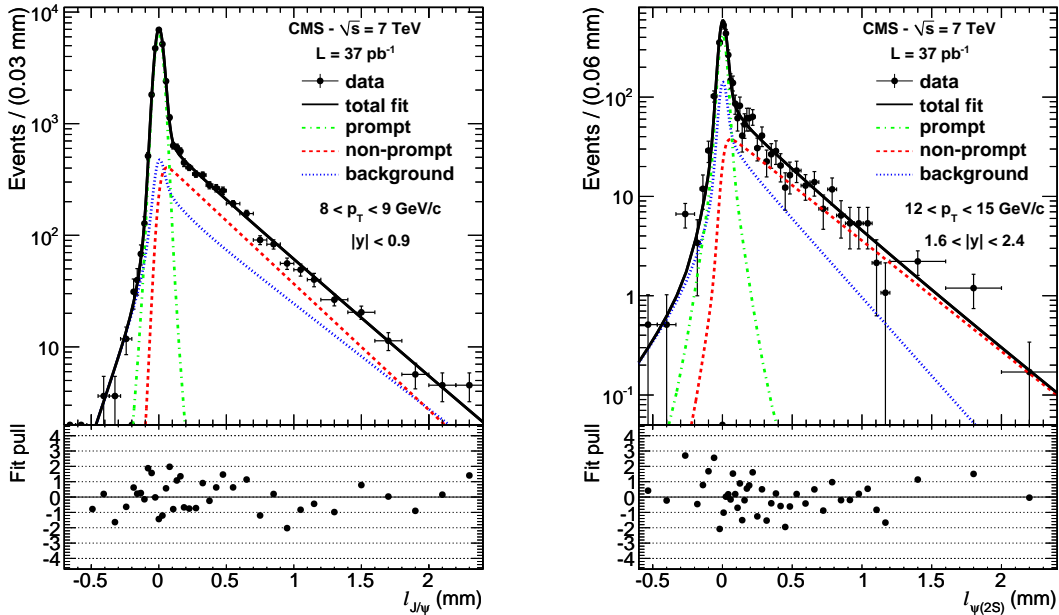 CMS - √s = 7 TeV
L = 37 pb⁻¹
data
total fit
prompt
non-prompt
background
8 < p_T < 9 GeV/c
|y| < 0.9
Events / (0.03 mm)
10⁴
10³
10²
10
Fit pull
4
3
2
1
0
-1
-2
-3
-4
-0.5 0 0.5 1 1.5 2
l_J/ψ (mm)
CMS - √s = 7 TeV
L = 37 pb⁻¹
data
total fit
prompt
non-prompt
background
12 < p_T < 15 GeV/c
1.6 < |y| < 2.4
Events / (0.06 mm)
10²
10
1
10⁻¹
Fit pull
4
3
2
1
0
-1
-2
-3
-4
-0.5 0 0.5 1 1.5 2
l_ψ(2S) (mm)